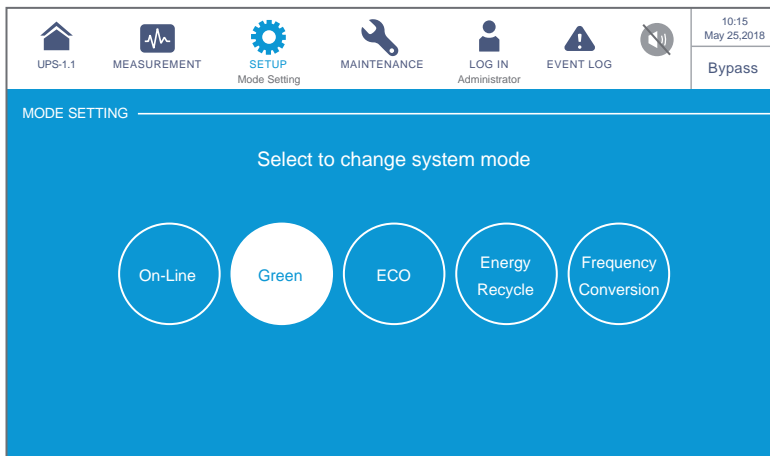 UPS-1.1
MEASUREMENT
SETUP
Mode Setting
MAINTENANCE
LOG IN
Administrator
EVENT LOG
10:15
May 25,2018
Bypass
MODE SETTING
Select to change system mode
On-Line
Green
ECO
Energy
Recycle
Frequency
Conversion